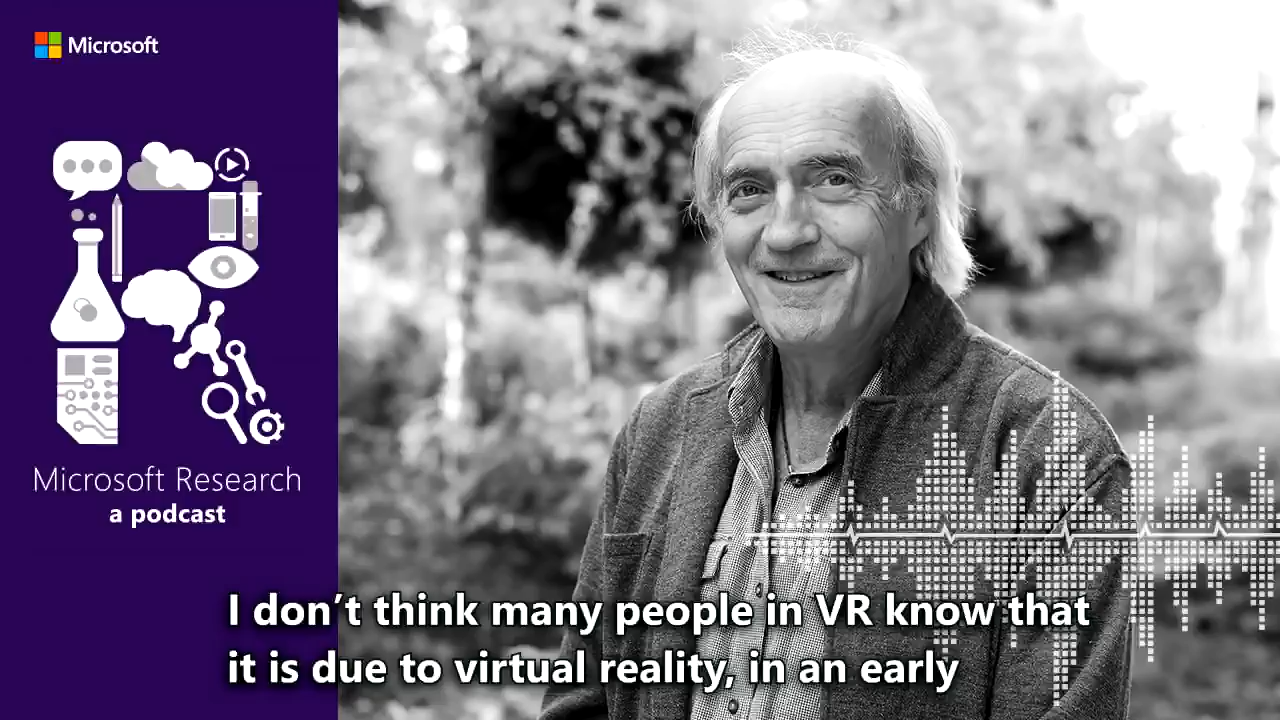 Microsoft
Microsoft Research
a podcast
I don’t think many people in VR know that
it is due to virtual reality, in an early